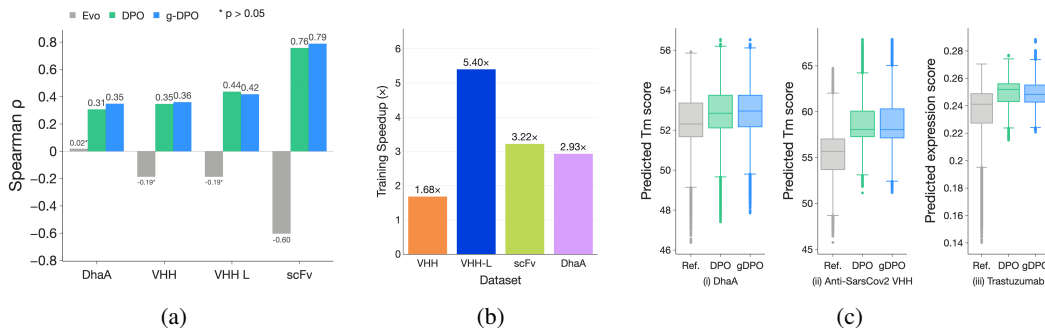 Evo DPO g-DPO * p > 0.05
Spearman ρ
0.8
0.6
0.4
0.2
0
−0.2
−0.4
−0.6
−0.8
0.02*
0.31
0.35
-0.19*
0.35
0.36
-0.19*
0.44
0.42
-0.60
0.76
0.79
DhaA VHH VHH L scFv
(a)
Training Speedup (×)
6
5
4
3
2
1
0
1.68×
5.40×
3.22×
2.93×
VHH VHH-L scFv DhaA
Dataset
(b)
Predicted Tm score
56
54
52
50
48
46
Ref. DPO gDPO
(i) DhaA
Predicted Tm score
65
60
55
50
45
Ref. DPO gDPO
(ii) Anti-SarsCov2 VHH
Predicted expression score
0.28
0.26
0.24
0.22
0.2
0.18
0.16
0.14
Ref. DPO gDPO
(iii) Trastuzumab
(c)